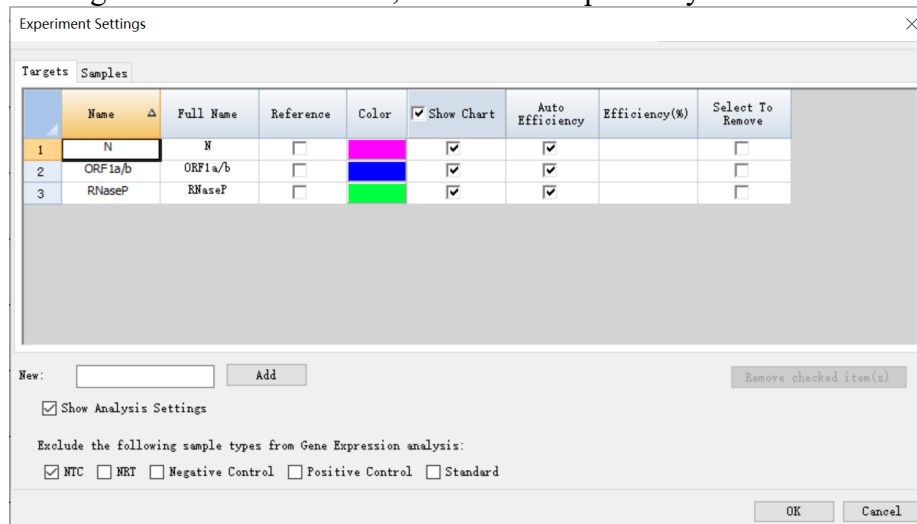 Experiment Settings
Targets Samples
Name Full Name Reference Color Show Chart Auto Efficiency Efficiency(%) Select To Remove
1 N N
2 ORF1a/b ORF1a/b
3 RNaseP RNaseP
New: Add Remove checked item(s)
Show Analysis Settings
Exclude the following sample types from Gene Expression analysis:
NTC NRT Negative Control Positive Control Standard
OK Cancel